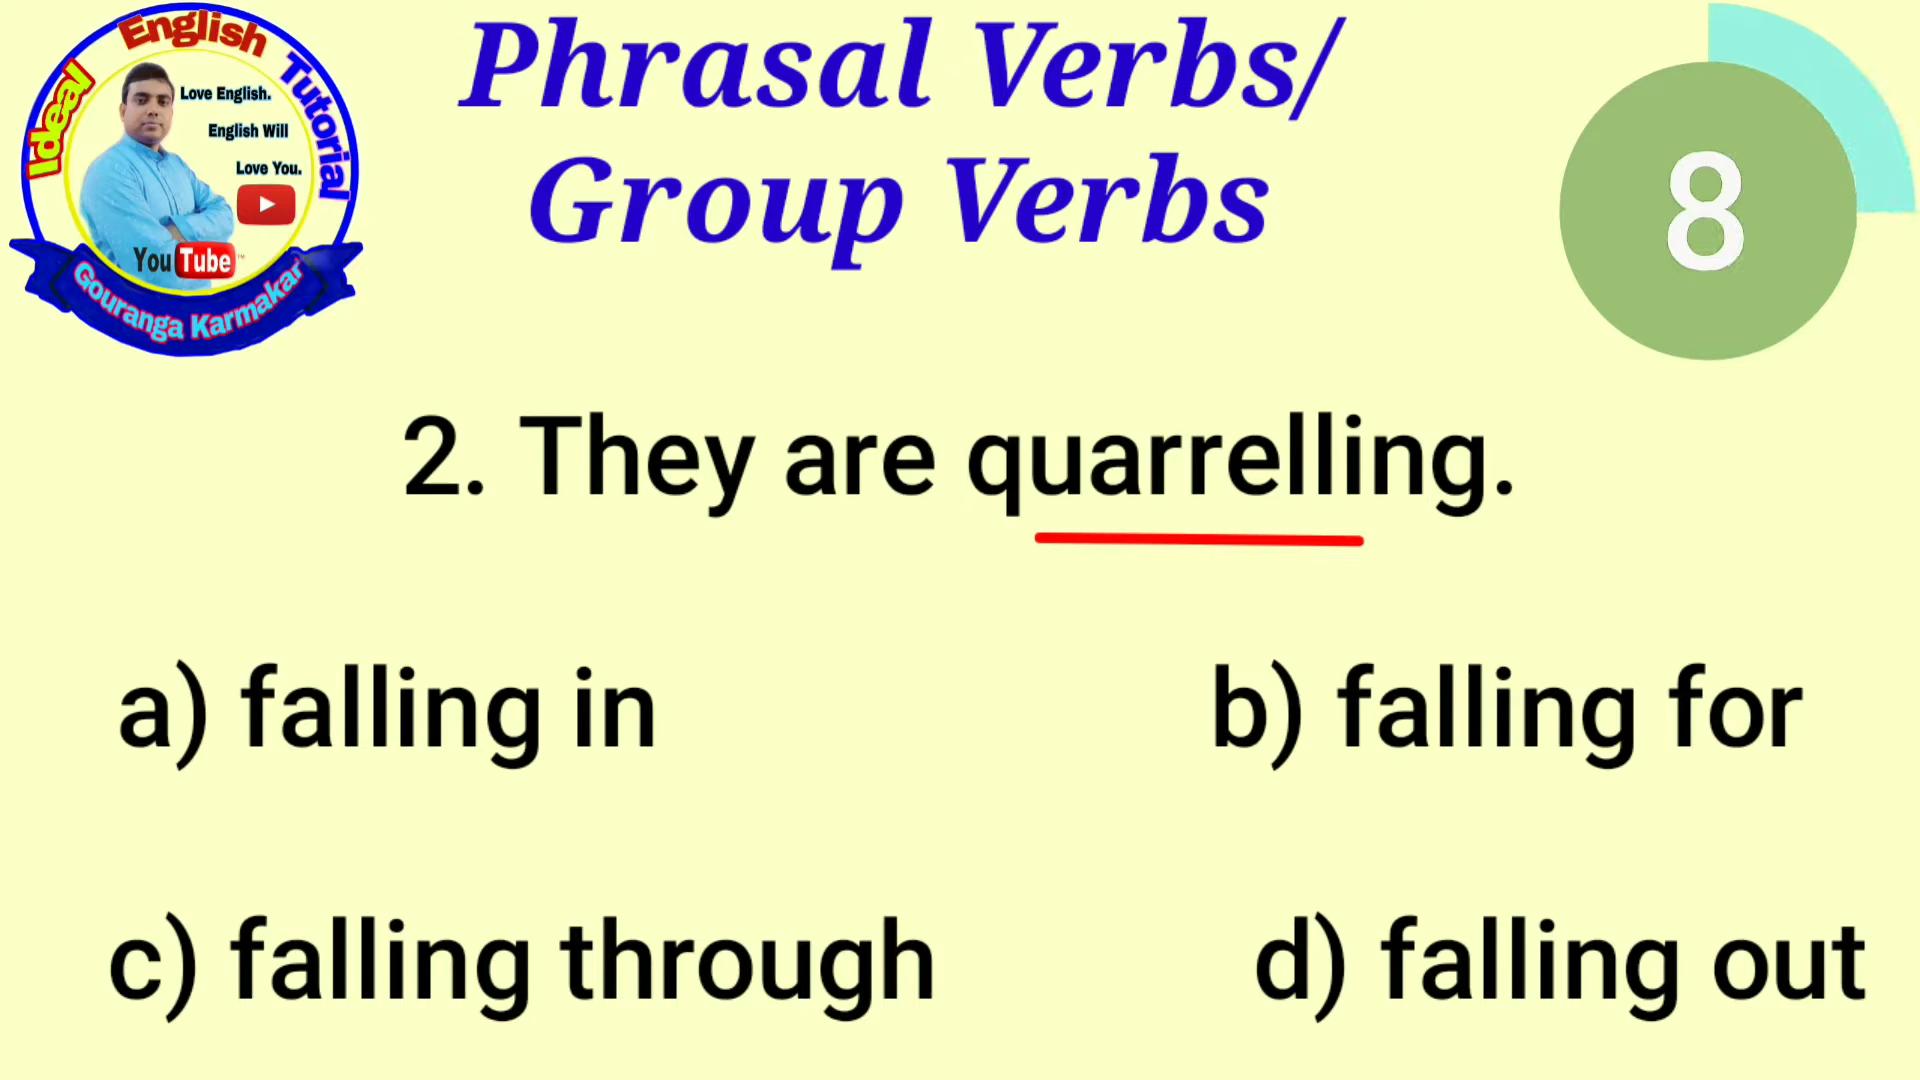 Ideal English Tutorial
Love English.
English Will
Love You.
YouTube
Gouranga Karmakar
Phrasal Verbs/
Group Verbs
8
2. They are quarrelling.
a) falling in
b) falling for
c) falling through
d) falling out